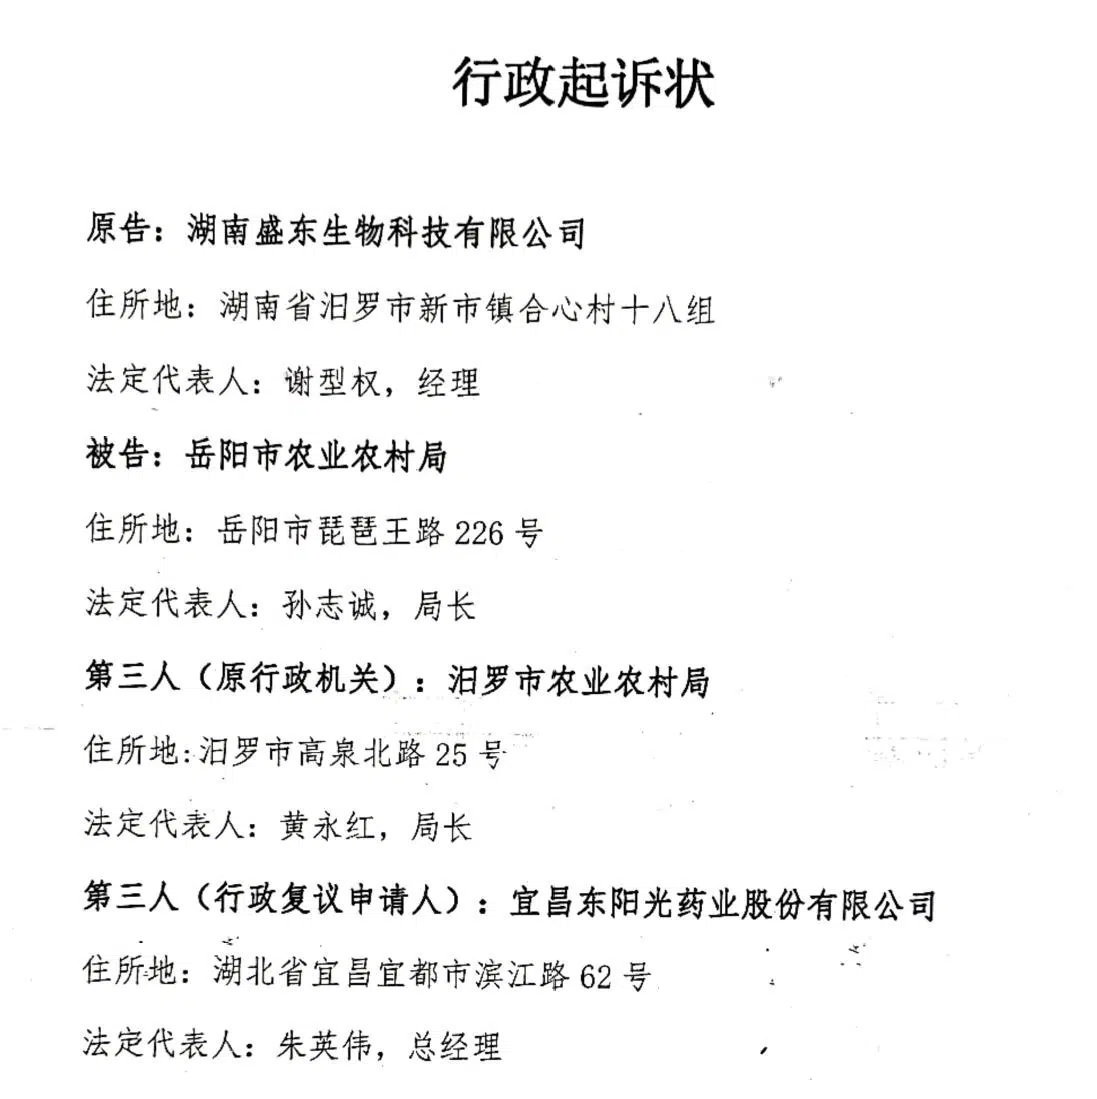 行政起诉状
原告：湖南盛东生物科技有限公司
住所地：湖南省汨罗市新市镇合心村十八组
法定代表人：谢型权，经理
被告：岳阳市农业农村局
住所地：岳阳市琵琶王路 226 号
法定代表人：孙志诚，局长
第三人（原行政机关）：汨罗市农业农村局
住所地:汨罗市高泉北路 25 号
法定代表人：黄永红，局长
第三人（行政复议申请人）：宜昌东阳光药业股份有限公司
住所地：湖北省宜昌宜都市滨江路 62 号
法定代表人：朱英伟，总经理